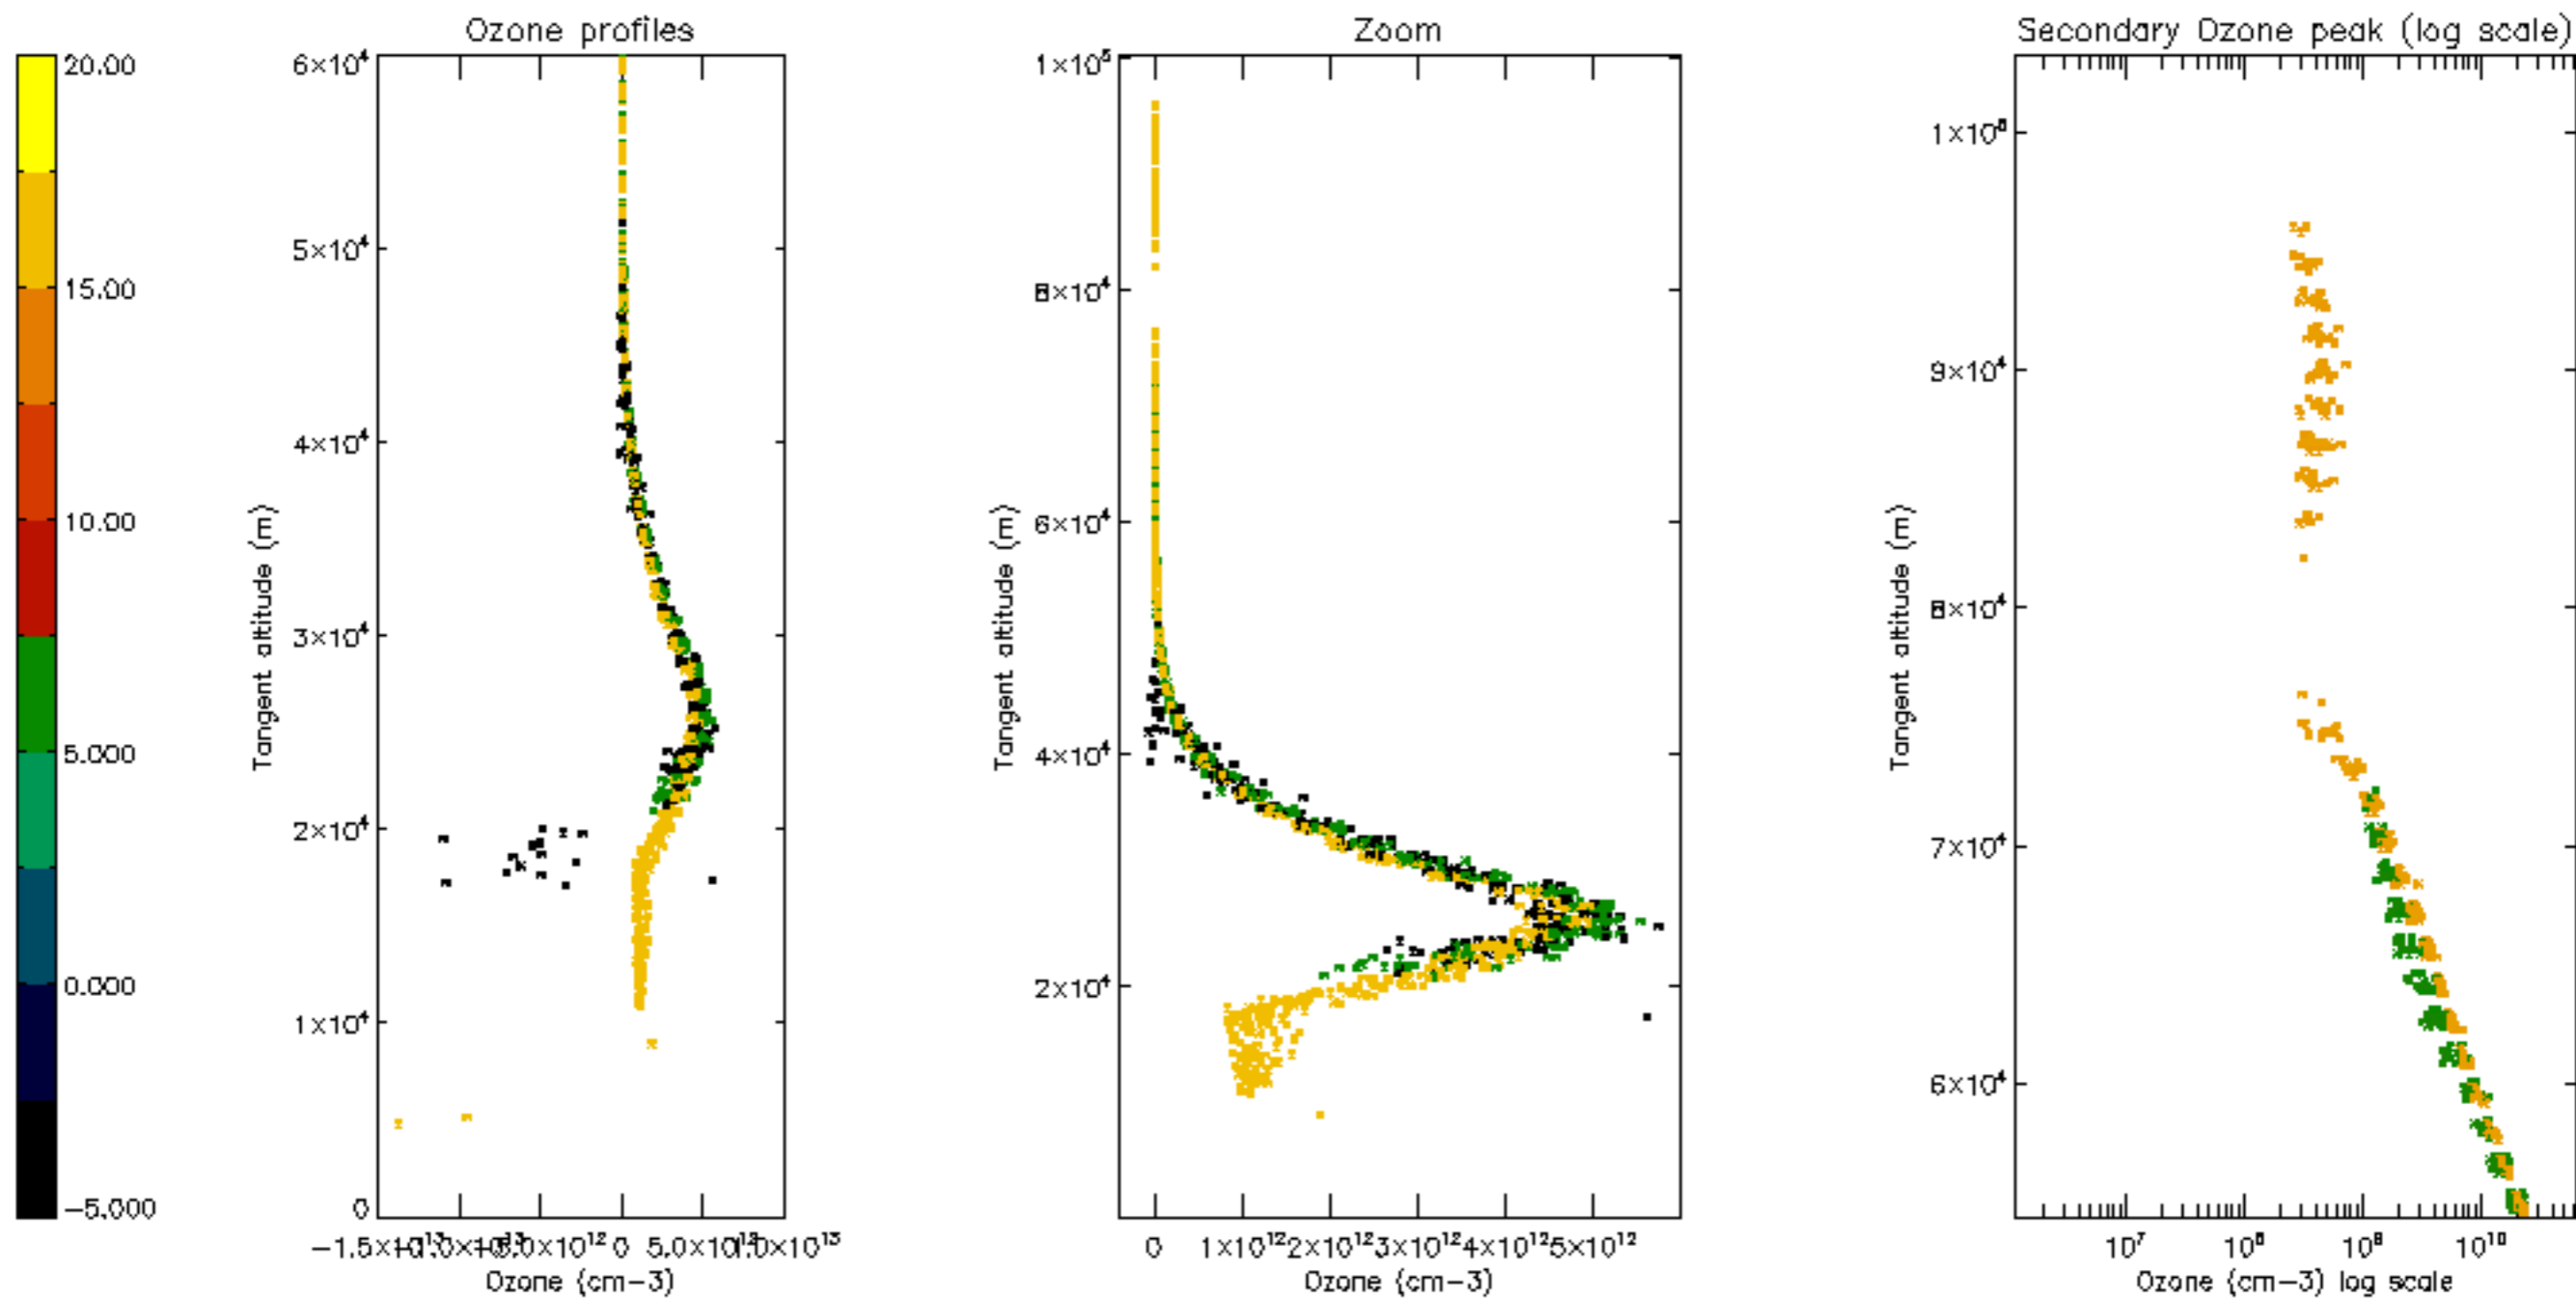 Ozone profiles
Zoom
Secondary Ozone peak (log scale)
20.00
15.00
10.00
5.000
0.000
−5.000
6×10⁴
5×10⁴
4×10⁴
3×10⁴
2×10⁴
1×10⁴
0
Tangent altitude (m)
0 5.0×10¹² 1.0×10¹³
Ozone (cm−3)
1×10⁵
8×10⁴
6×10⁴
4×10⁴
2×10⁴
Tangent altitude (m)
0 1×10¹² 2×10¹² 3×10¹² 4×10¹² 5×10¹²
Ozone (cm−3)
9×10⁴
8×10⁴
7×10⁴
6×10⁴
Tangent altitude (m)
10⁷ 10⁸ 10⁹ 10¹⁰
Ozone (cm−3) log scale